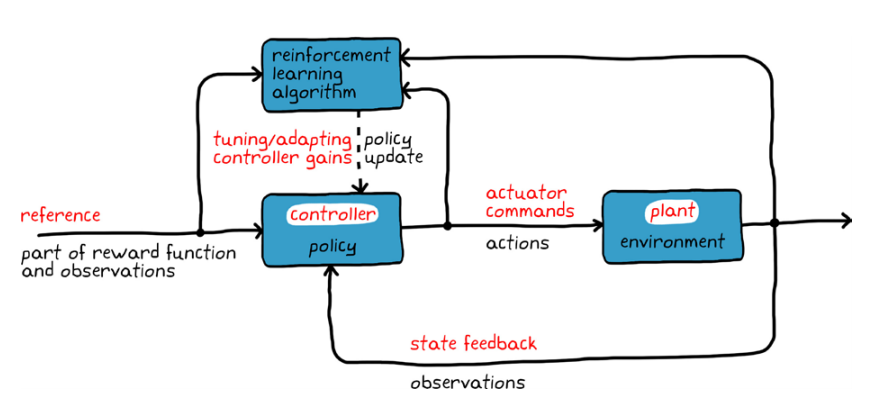 reinforcement
learning
algorithm
tuning/adapting
controller gains
policy
update
reference
part of reward function
and observations
controller
policy
actuator
commands
actions
plant
environment
state feedback
observations